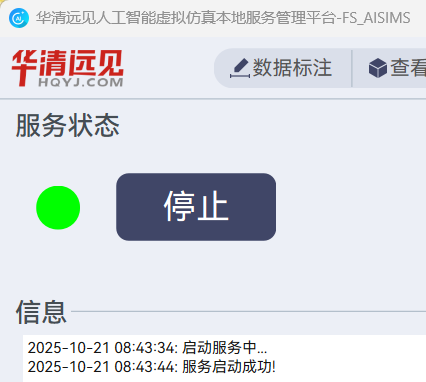 华清远见人工智能虚拟仿真本地服务管理平台-FS_AISIMS
华清远见
HQYJ.COM
数据标注
查看
服务状态
停止
信息
2025-10-21 08:43:34: 启动服务中...
2025-10-21 08:43:44: 服务启动成功!